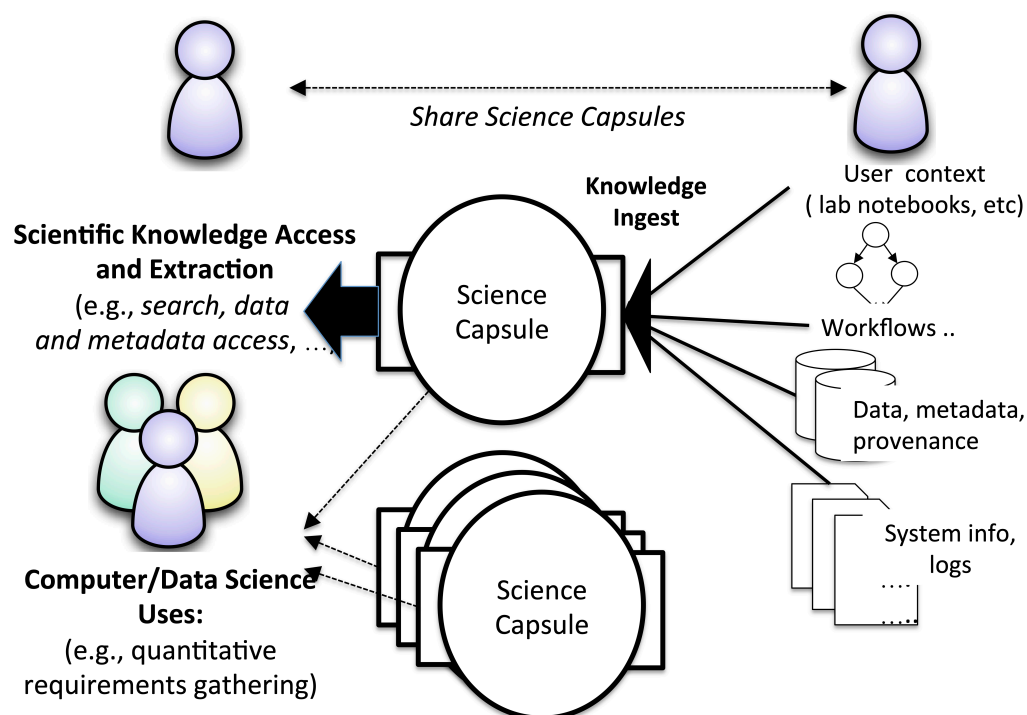 Share Science Capsules
User context
( lab notebooks, etc)
Knowledge
Ingest
Scientific Knowledge Access
and Extraction
(e.g., search, data
and metadata access, ...,
Science
Capsule
Workflows ..
Data, metadata,
provenance
System info,
logs
.....
.....
Computer/Data Science
Uses:
(e.g., quantitative
requirements gathering)
Science
Capsule